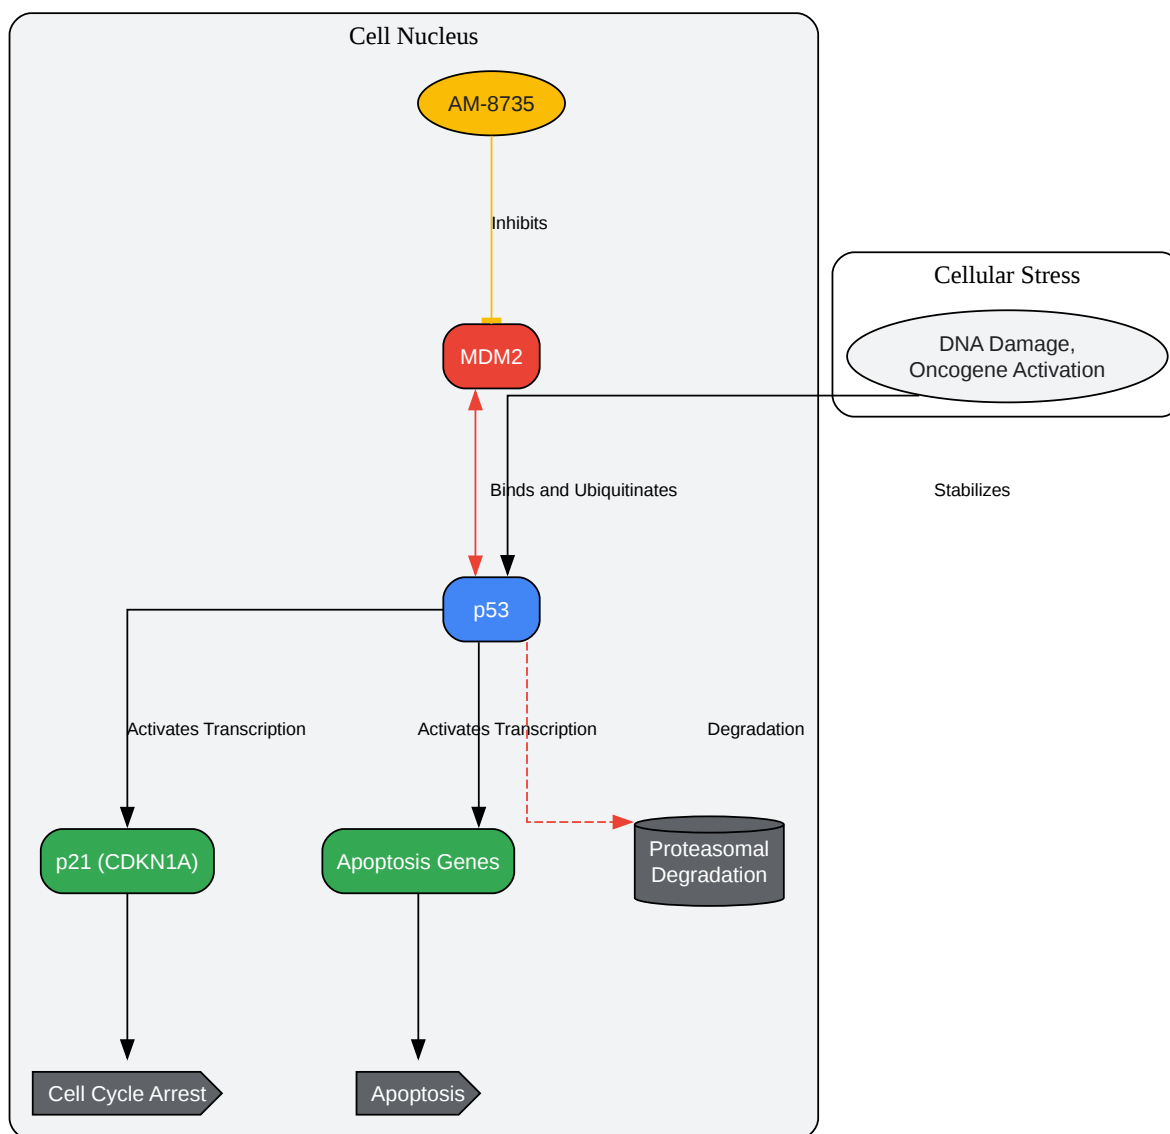 Cell Nucleus
AM-8735
Inhibits
Cellular Stress
DNA Damage,
Oncogene Activation
MDM2
Binds and Ubiquitinates
Stabilizes
p53
Activates Transcription
Activates Transcription
Degradation
p21 (CDKN1A)
Apoptosis Genes
Proteasomal
Degradation
Cell Cycle Arrest
Apoptosis